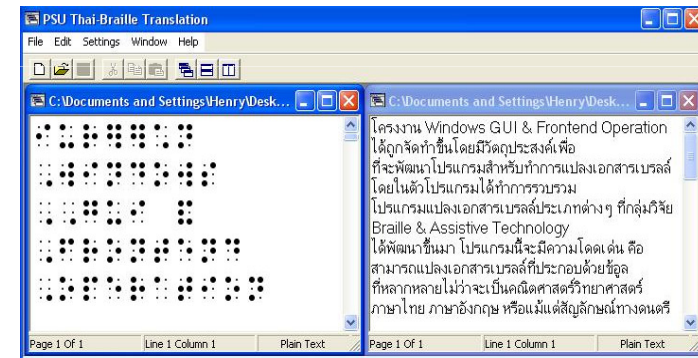 PSU Thai-Braille Translation
File Edit Settings Window Help
C:\Documents and Settings\Henry\Desk...
C:\Documents and Settings\Henry\Desk...
โครงงาน Windows GUI & Frontend Operation
ได้ถูกจัดทำขึ้นโดยมีวัตถุประสงค์เพื่อ
ที่จะพัฒนาโปรแกรมสำหรับทำการแปลงเอกสารเบรลล์
โดยในตัวโปรแกรมได้ทำการรวบรวม
โปรแกรมแปลงเอกสารเบรลล์ประเภทต่างๆ ที่กลุ่มวิจัย
Braille & Assistive Technology
ได้พัฒนาขึ้นมา โปรแกรมนี้จะมีความโดดเด่น คือ
สามารถแปลงเอกสารเบรลล์ที่ประกอบด้วยข้อูล
ที่หลากหลายไม่ว่าจะเป็นคณิตศาสตร์วิทยาศาสตร์
ภาษาไทย ภาษาอังกฤษ หรือแม้แต่สัญลักษณ์ทางดนตรี
Page 1 Of 1 Line 1 Column 1 Plain Text
Page 1 Of 1 Line 1 Column 1 Plain Text